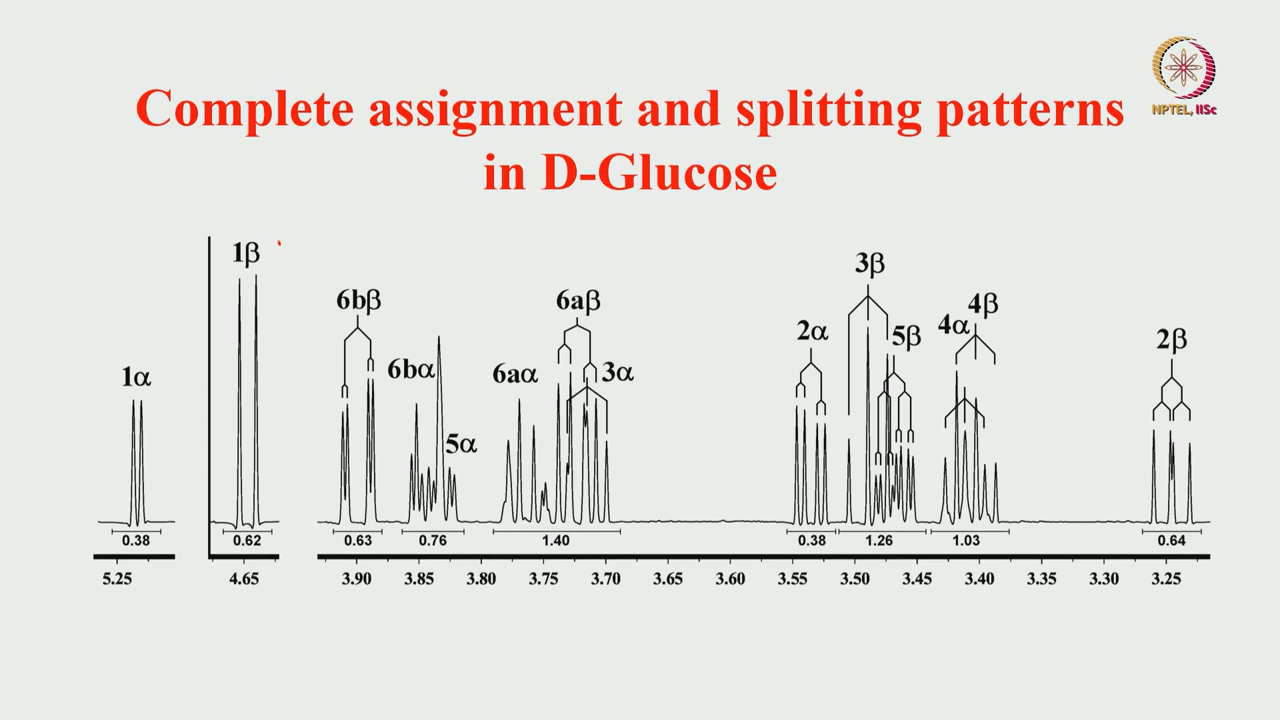 NPTEL, IISc
Complete assignment and splitting patterns
in D-Glucose
1α
1β
6bβ
6bα
5α
6aα
6aβ
3α
2α
3β
5β
4α
4β
2β
0.38
0.62
0.63
0.76
1.40
0.38
1.26
1.03
0.64
5.25
4.65
3.90
3.85
3.80
3.75
3.70
3.65
3.60
3.55
3.50
3.45
3.40
3.35
3.30
3.25